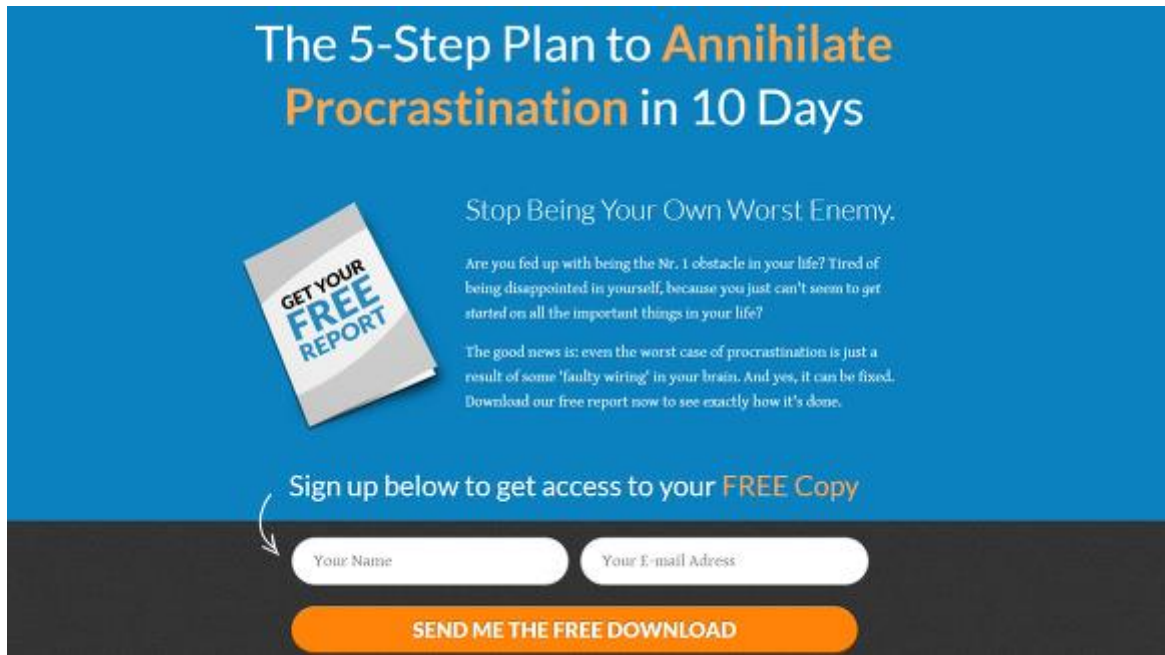 The 5-Step Plan to Annihilate
Procrastination in 10 Days
GET YOUR
FREE
REPORT
Stop Being Your Own Worst Enemy.
Are you fed up with being the Nr. 1 obstacle in your life? Tired of
being disappointed in yourself, because you just can't seem to get
started on all the important things in your life?
The good news is: even the worst case of procrastination is just a
result of some 'faulty wiring' in your brain. And yes, it can be fixed.
Download our free report now to see exactly how it's done.
Sign up below to get access to your FREE Copy
Your Name
Your E-mail Adress
SEND ME THE FREE DOWNLOAD